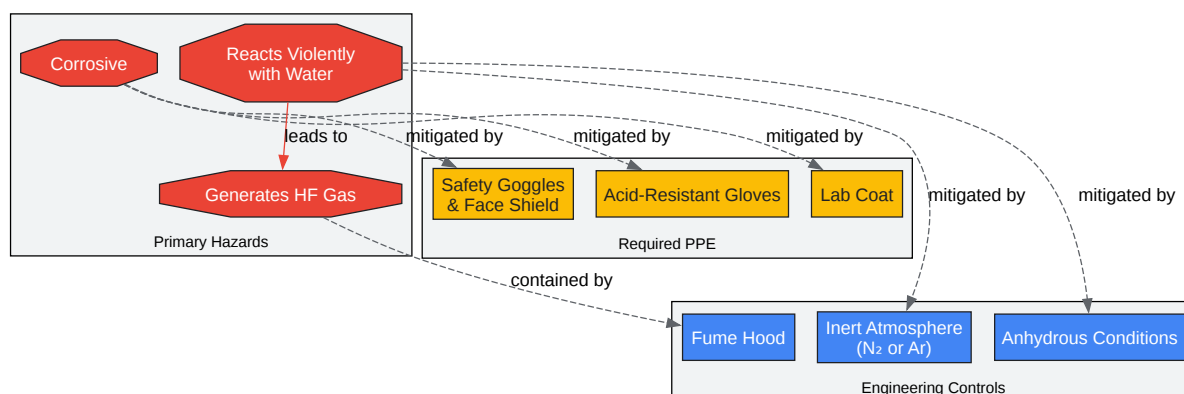 Corrosive
Reacts Violently
with Water
leads to
mitigated by
mitigated by
mitigated by
Generates HF Gas
Primary Hazards
Safety Goggles
& Face Shield
Acid-Resistant Gloves
Lab Coat
Required PPE
mitigated by
mitigated by
contained by
Fume Hood
Inert Atmosphere
(N₂ or Ar)
Anhydrous Conditions
Engineering Controls